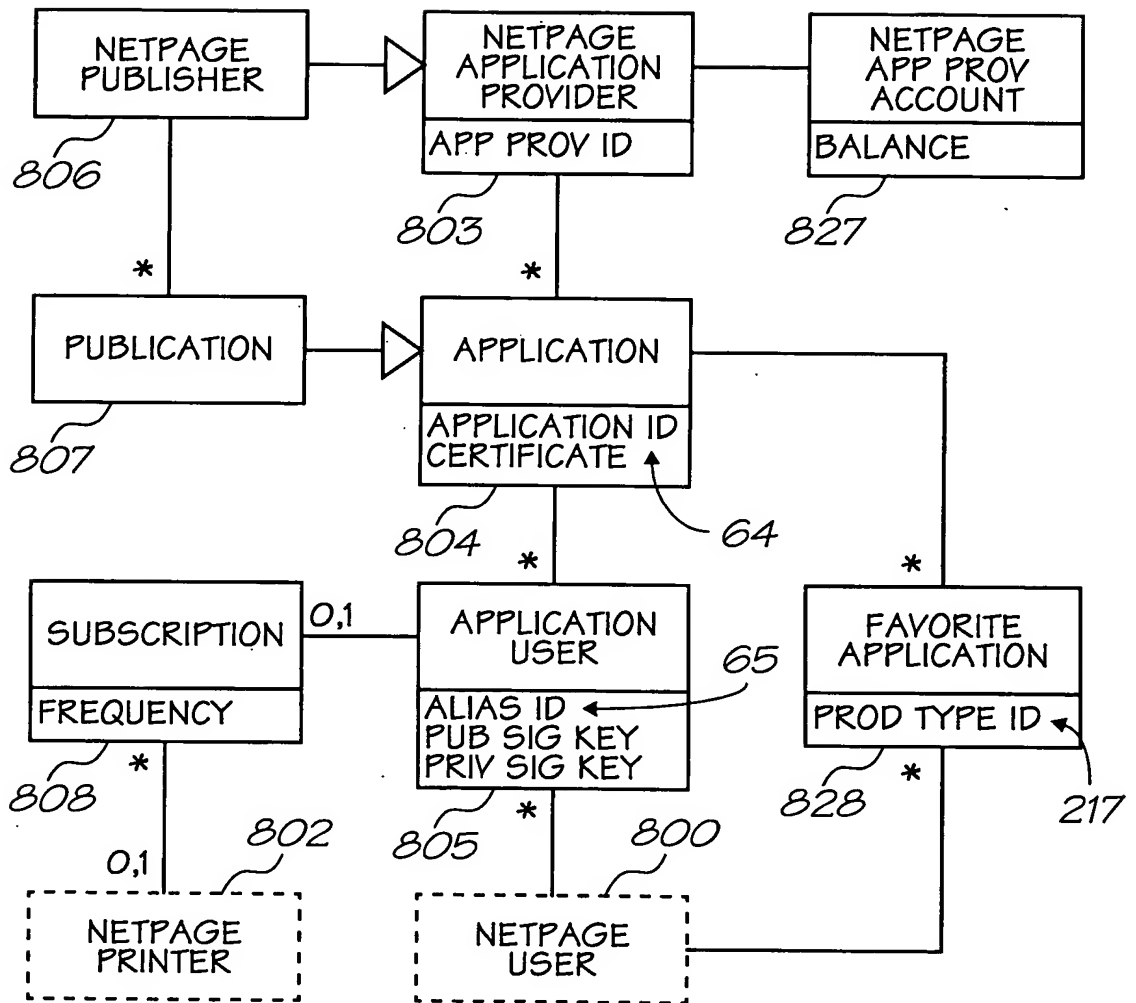 NETPAGE
PUBLISHER
806
NETPAGE
APPLICATION
PROVIDER
APP PROV ID
803
NETPAGE
APP PROV
ACCOUNT
BALANCE
827
*
*
PUBLICATION
807
APPLICATION
APPLICATION ID
CERTIFICATE
804
64
*
*
SUBSCRIPTION
FREQUENCY
808
0,1
APPLICATION
USER
ALIAS ID
PUB SIG KEY
PRIV SIG KEY
805
65
FAVORITE
APPLICATION
PROD TYPE ID
828
217
*
*
*
0,1
802
800
NETPAGE
PRINTER
NETPAGE
USER